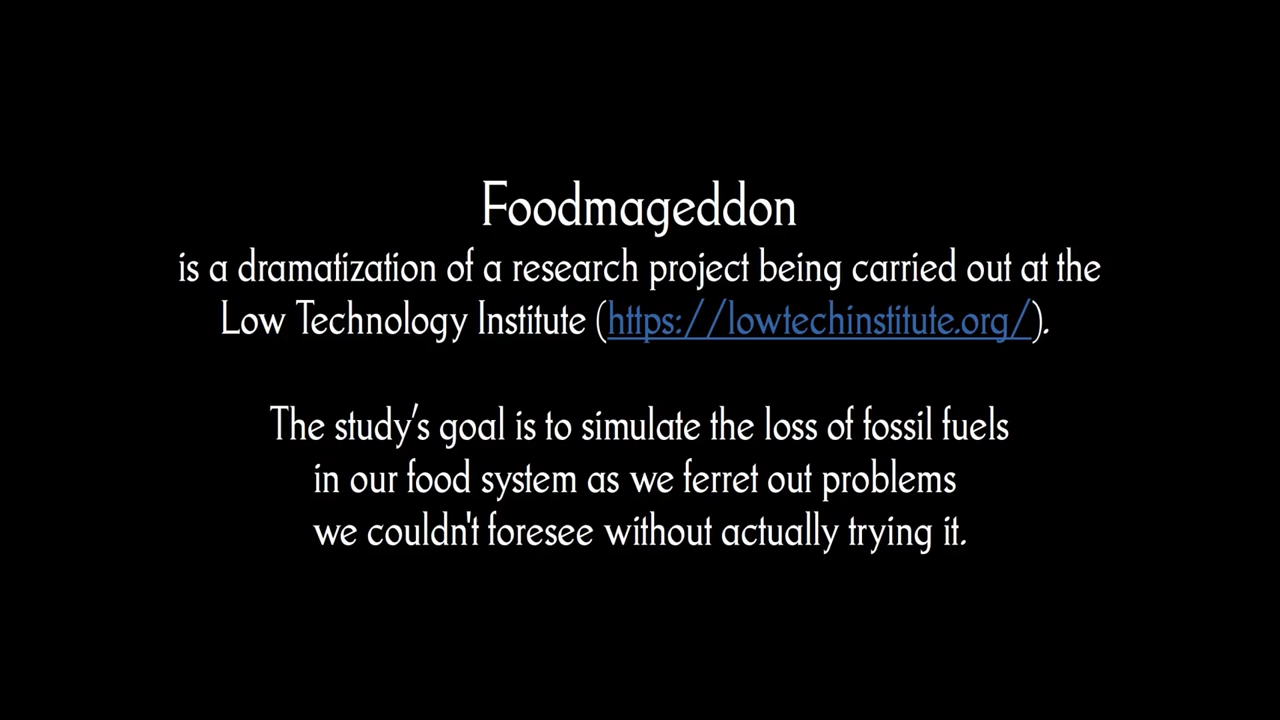 Foodmageddon
is a dramatization of a research project being carried out at the
Low Technology Institute (https://lowtechinstitute.org/).
The study's goal is to simulate the loss of fossil fuels
in our food system as we ferret out problems
we couldn't foresee without actually trying it.